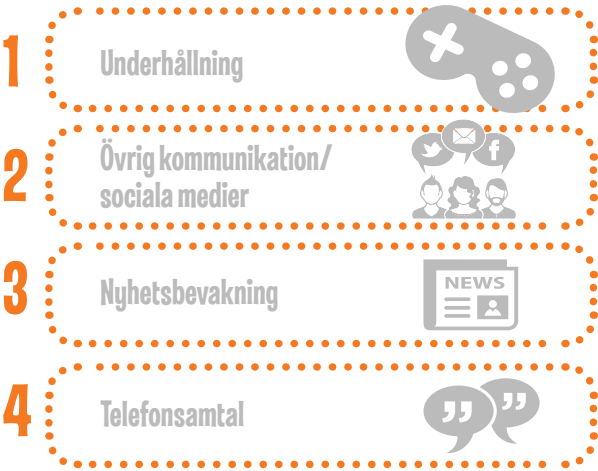 1
Underhållning
2
Övrig kommunikation/
sociala medier
f
3
Nyhetsbevakning
NEWS
4
Telefonsamtal